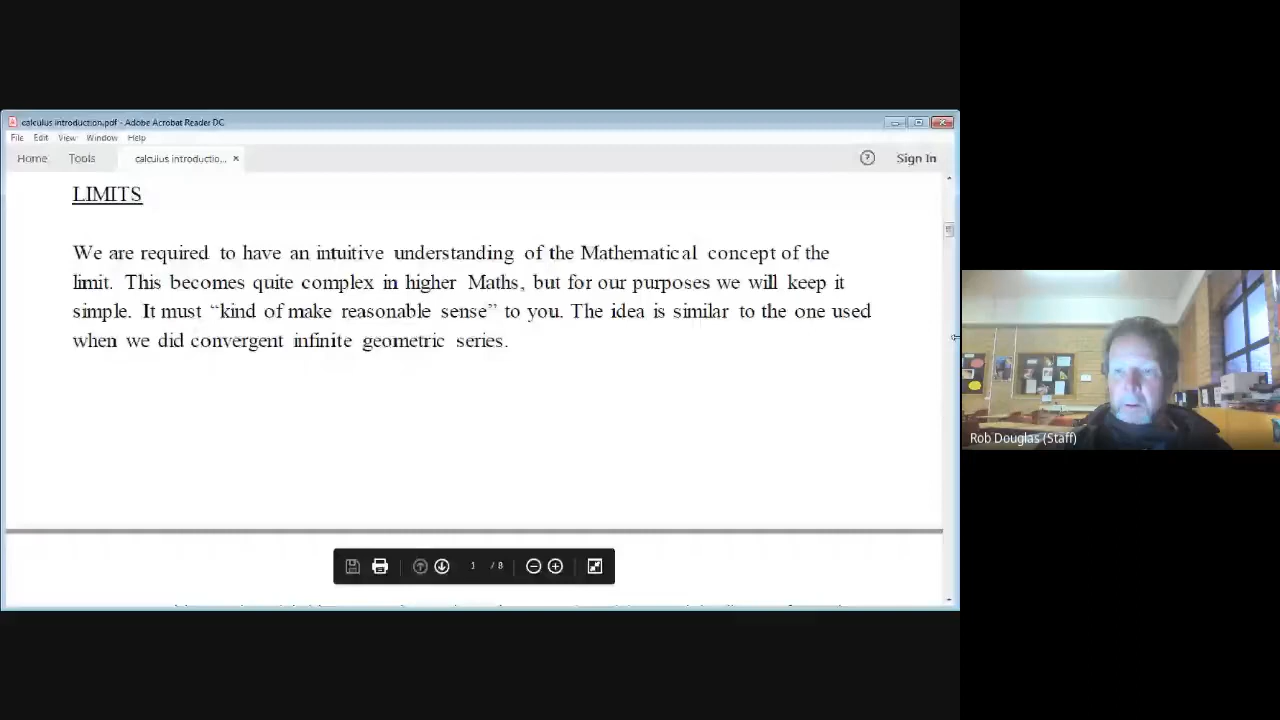 calculus introduction.pdf - Adobe Acrobat Reader DC
File Edit View Window Help
Home Tools calculus introductio... × Sign In
LIMITS
We are required to have an intuitive understanding of the Mathematical concept of the
limit. This becomes quite complex in higher Maths, but for our purposes we will keep it
simple. It must “kind of make reasonable sense” to you. The idea is similar to the one used
when we did convergent infinite geometric series.
1 / 8
Rob Douglas (Staff)